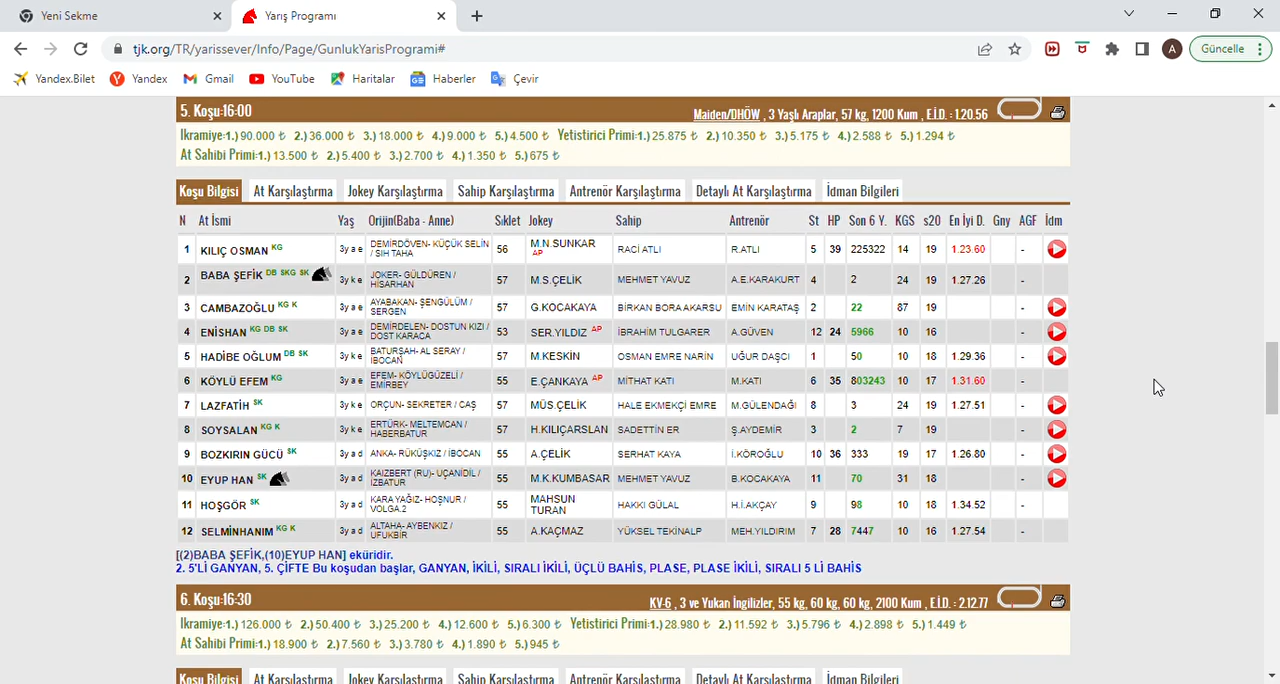 Yeni Sekme
Yarış Programı
tjk.org/TR/yarissever/Info/Page/GunlukYarisProgrami#
A
Güncelle
Yandex.Bilet Yandex Gmail YouTube Haritalar Haberler Çevir
5. Koşu:16:00 Maiden/DHÖW , 3 Yaşlı Araplar, 57 kg, 1200 Kum , E.İ.D. : 1.20.56
İkramiye:1.) 90.000 ₺ 2.) 36.000 ₺ 3.) 18.000 ₺ 4.) 9.000 ₺ 5.) 4.500 ₺ Yetistirici Primi:1.) 25.875 ₺ 2.) 10.350 ₺ 3.) 5.175 ₺ 4.) 2.588 ₺ 5.) 1.294 ₺
At Sahibi Primi:1.) 13.500 ₺ 2.) 5.400 ₺ 3.) 2.700 ₺ 4.) 1.350 ₺ 5.) 675 ₺
Koşu Bilgisi At Karşılaştırma Jokey Karşılaştırma Sahip Karşılaştırma Antrenör Karşılaştırma Detaylı At Karşılaştırma İdman Bilgileri
N At İsmi Yaş Orijin(Baba - Anne) Sıklet Jokey Sahip Antrenör St HP Son 6 Y. KGS s20 En İyi D. Gny AGF İdm
1 KILIÇ OSMAN KG 3y a e DEMİRDÖVEN- KÜÇÜK SELİN / SIH TAHA 56 M.N.SUNKAR AP RACİ ATLI R.ATLI 5 39 225322 14 19 1.23.60 -
2 BABA ŞEFİK DB SKG SK 3y k e JOKER- GÜLDÜREN / HİSARHAN 57 M.S.ÇELİK MEHMET YAVUZ A.E.KARAKURT 4 2 24 19 1.27.26 -
3 CAMBAZOĞLU KG K 3y a e AYABAKAN- ŞENGÜLÜM / SERGEN 57 G.KOCAKAYA BİRKAN BORA AKARSU EMİN KARATAŞ 2 22 87 19 -
4 ENİSHAN KG DB SK 3y a e DEMİRDELEN- DOSTUN KIZI / DOST KARACA 53 SER.YILDIZ AP İBRAHİM TULGARER A.GÜVEN 12 24 5966 10 16 -
5 HADİBE OĞLUM DB SK 3y k e BATURŞAH- AL SERAY / İBOCAN 57 M.KESKİN OSMAN EMRE NARİN UĞUR DAŞCI 1 50 10 18 1.29.36 -
6 KÖYLÜ EFEM KG 3y a e EFEM- KÖYLÜGÜZELİ / EMİRBEY 55 E.ÇANKAYA AP MİTHAT KATI M.KATI 6 35 803243 10 17 1.31.60 -
7 LAZFATİH SK 3y k e ORÇUN- SEKRETER / CAŞ 57 MÜS.ÇELİK HALE EKMEKÇİ EMRE M.GÜLENDAĞI 8 3 24 19 1.27.51 -
8 SOYSALAN KG K 3y k e ERTÜRK- MELTEMCAN / HABERBATUR 57 H.KILIÇARSLAN SADETTİN ER Ş.AYDEMİR 3 2 7 19 -
9 BOZKIRIN GÜCÜ SK 3y a d ANKA- RÜKÜŞKIZ / İBOCAN 55 A.ÇELİK SERHAT KAYA İ.KÖROĞLU 10 36 333 19 17 1.26.80 -
10 EYUP HAN SK 3y a d KAIZBERT (RU)- UÇANİDİL / İZBATUR 55 M.K.KUMBASAR MEHMET YAVUZ B.KOCAKAYA 11 70 31 18 -
11 HOŞGÖR SK 3y a d KARA YAĞIZ- HOŞNUR / VOLGA.2 55 MAHSUN TURAN HAKKI GÜLAL H.İ.AKÇAY 9 98 10 18 1.34.52 -
12 SELMİNHANIM KG K 3y a d ALTAHA- AYBENKIZ / UFUKBİR 55 A.KAÇMAZ YÜKSEL TEKİNALP MEH.YILDIRIM 7 28 7447 10 16 1.27.54 -
[(2)BABA ŞEFİK,(10)EYUP HAN] eküridir.
2. 5'Lİ GANYAN, 5. ÇİFTE Bu koşudan başlar, GANYAN, İKİLİ, SIRALI İKİLİ, ÜÇLÜ BAHİS, PLASE, PLASE İKİLİ, SIRALI 5 Lİ BAHİS
6. Koşu:16:30 KV-6 , 3 ve Yukarı İngilizler, 55 kg, 60 kg, 60 kg, 2100 Kum , E.İ.D. : 2.12.77
İkramiye:1.) 126.000 ₺ 2.) 50.400 ₺ 3.) 25.200 ₺ 4.) 12.600 ₺ 5.) 6.300 ₺ Yetistirici Primi:1.) 28.980 ₺ 2.) 11.592 ₺ 3.) 5.796 ₺ 4.) 2.898 ₺ 5.) 1.449 ₺
At Sahibi Primi:1.) 18.900 ₺ 2.) 7.560 ₺ 3.) 3.780 ₺ 4.) 1.890 ₺ 5.) 945 ₺
Koşu Bilgisi At Karşılaştırma Jokey Karşılaştırma Sahip Karşılaştırma Antrenör Karşılaştırma Detaylı At Karşılaştırma İdman Bilgileri